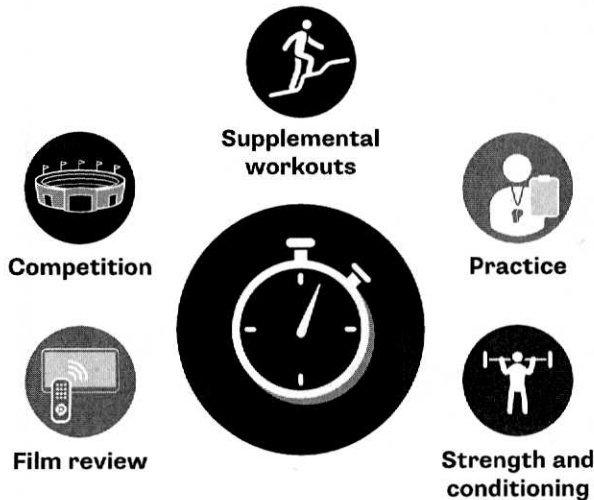 Supplemental
workouts
Competition
Practice
Film review
Strength and
conditioning